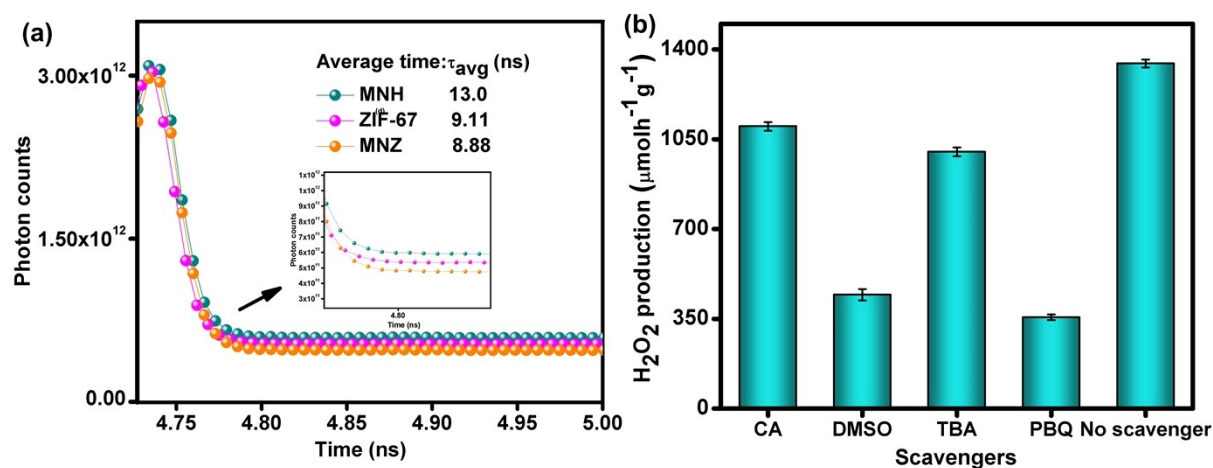 (a)
Average time:τavg (ns)
MNH 13.0
ZIF-67 9.11
MNZ 8.88
Photon counts
3.00x10¹²
1.50x10¹²
0.00
4.75 4.80 4.85 4.90 4.95 5.00
Time (ns)
Photon counts
1x10¹²
1x10¹²
9x10¹¹
8x10¹¹
7x10¹¹
6x10¹¹
5x10¹¹
4x10¹¹
3x10¹¹
4.80
Time (ns)
(b)
H₂O₂ production (μmolh⁻¹g⁻¹)
1400
1050
700
350
0
CA DMSO TBA PBQ No scavenger
Scavengers